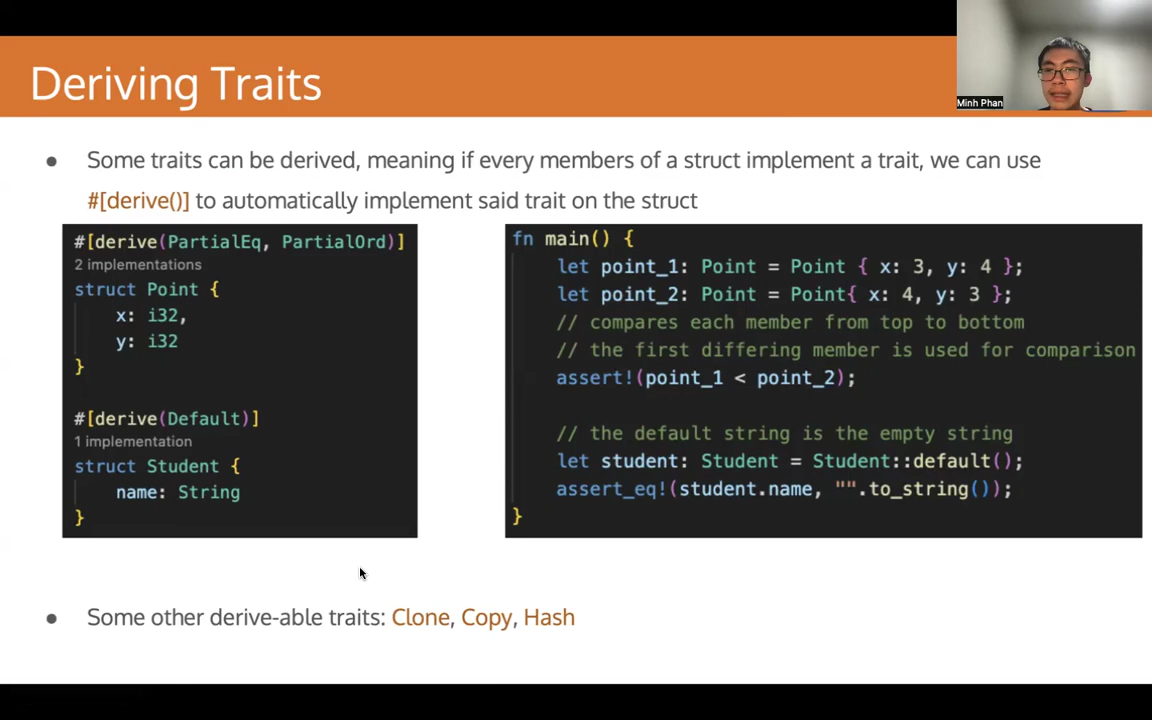 Deriving Traits
Minh Phan
● Some traits can be derived, meaning if every members of a struct implement a trait, we can use
#[derive()] to automatically implement said trait on the struct
#[derive(PartialEq, PartialOrd)]
2 implementations
struct Point {
    x: i32,
    y: i32
}
#[derive(Default)]
1 implementation
struct Student {
    name: String
}
fn main() {
    let point_1: Point = Point { x: 3, y: 4 };
    let point_2: Point = Point{ x: 4, y: 3 };
    // compares each member from top to bottom
    // the first differing member is used for comparison
    assert!(point_1 < point_2);
    // the default string is the empty string
    let student: Student = Student::default();
    assert_eq!(student.name, "".to_string());
}
● Some other derive-able traits: Clone, Copy, Hash